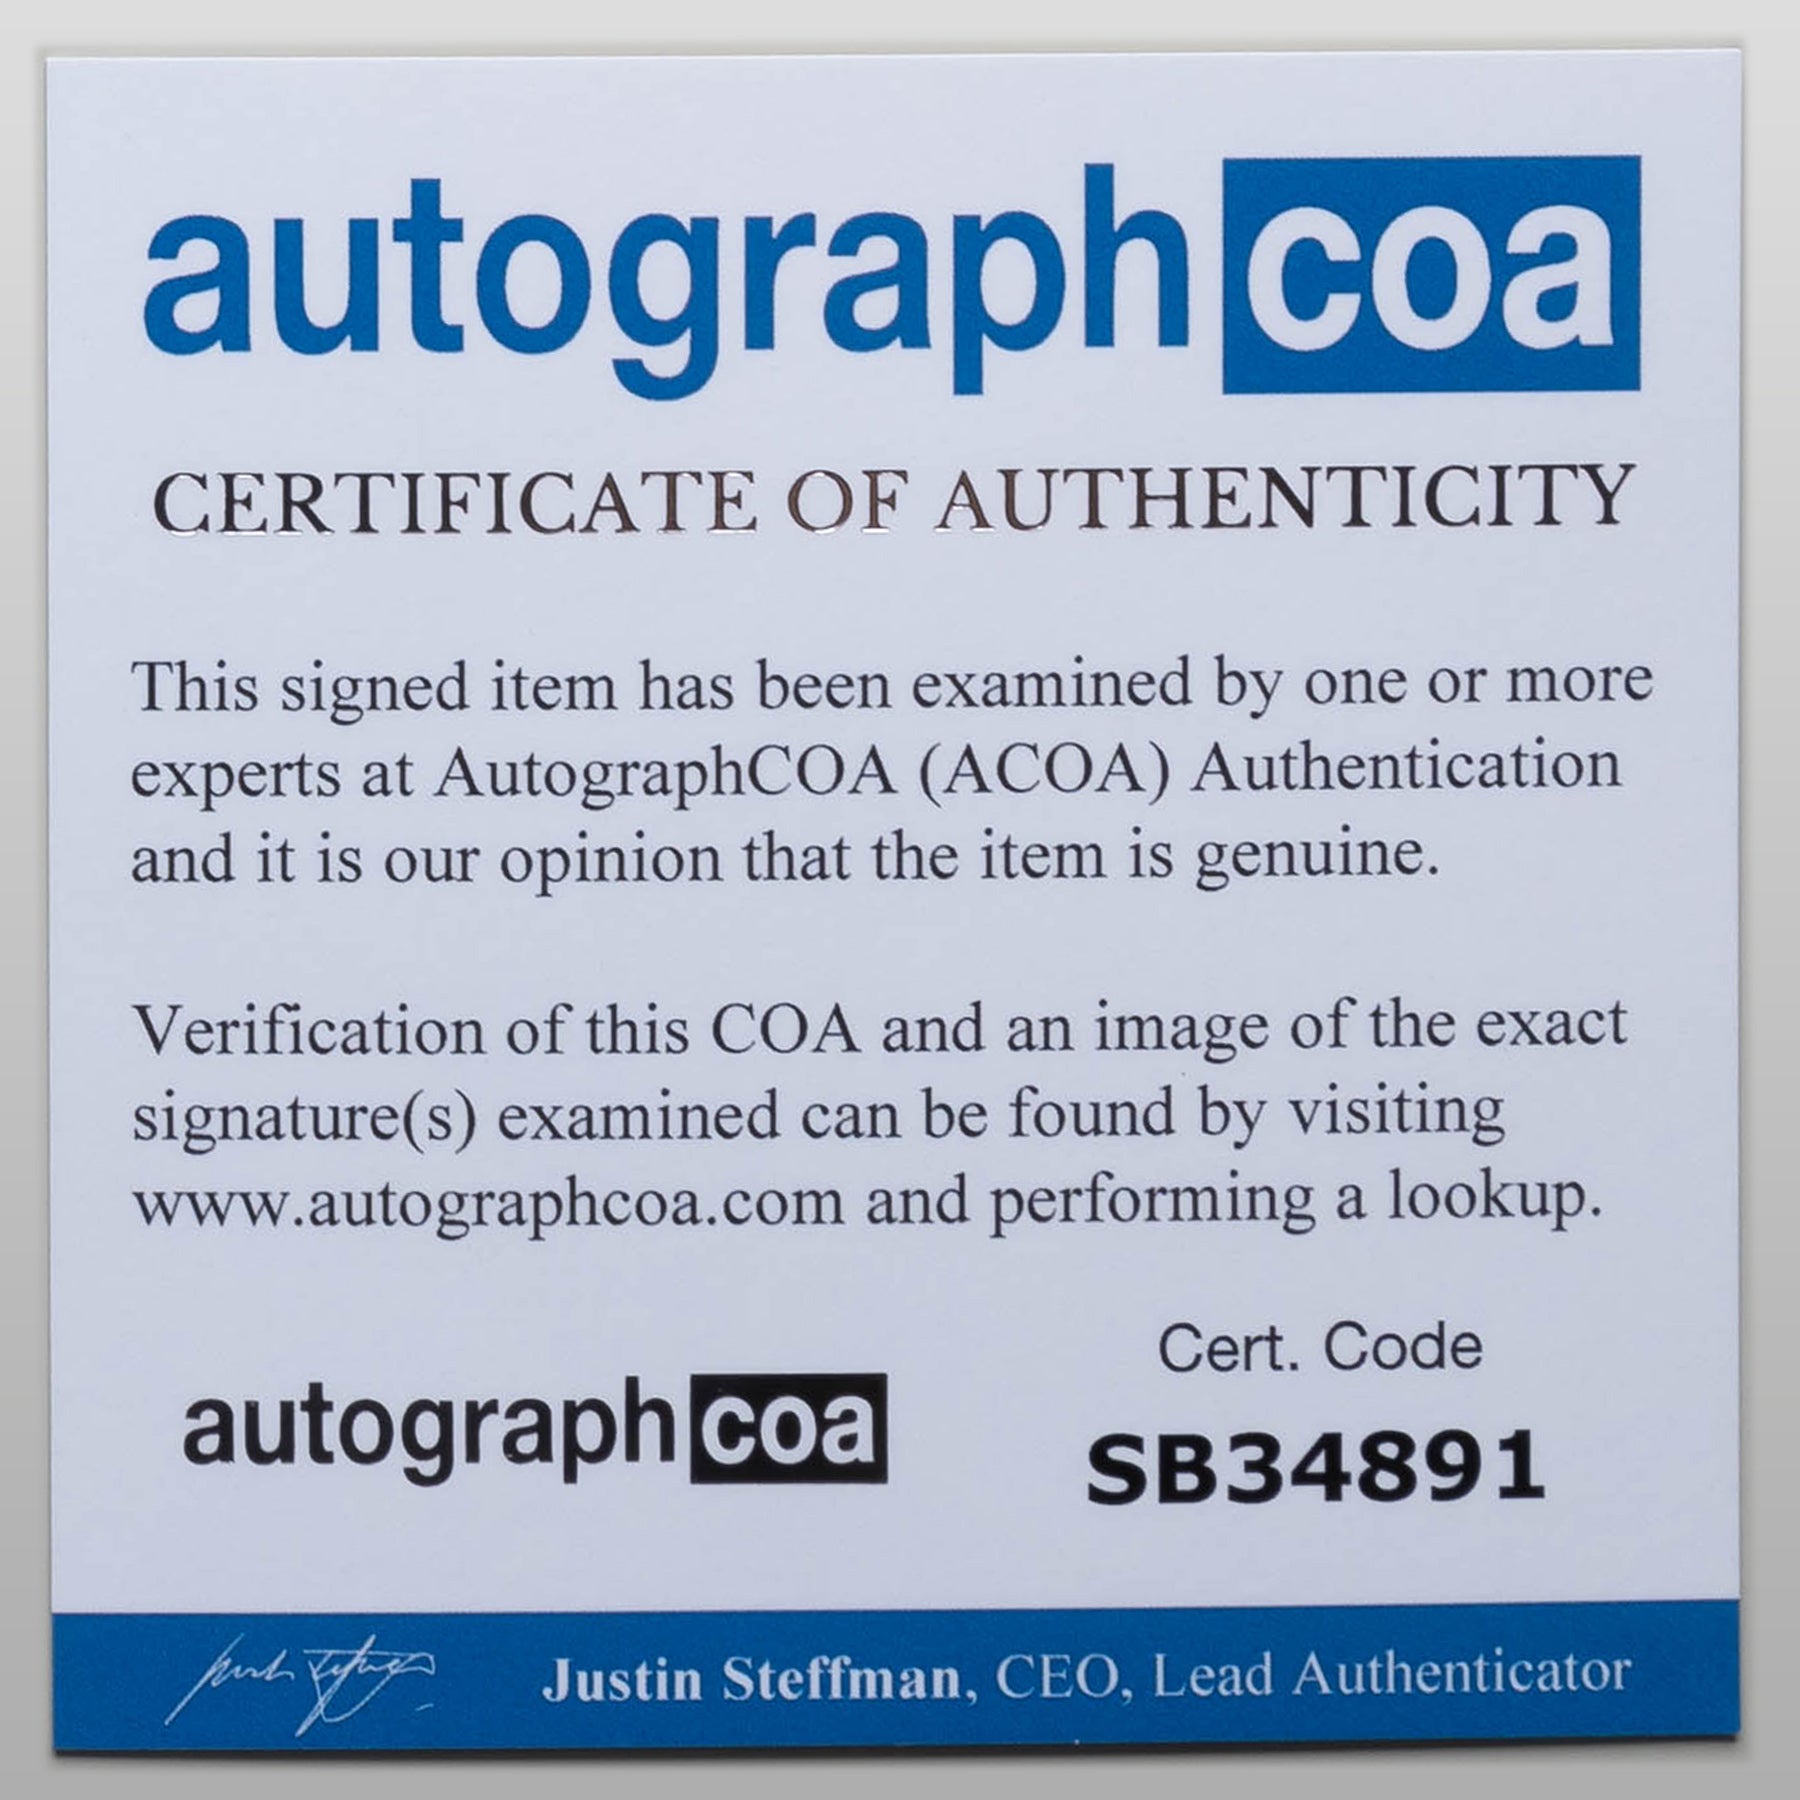 autographcoa
CERTIFICATE OF AUTHENTICITY
This signed item has been examined by one or more
experts at AutographCOA (ACOA) Authentication
and it is our opinion that the item is genuine.
Verification of this COA and an image of the exact
signature(s) examined can be found by visiting
www.autographcoa.com and performing a lookup.
autographcoa
Cert. Code
SB34891
Justin Steffman, CEO, Lead Authenticator